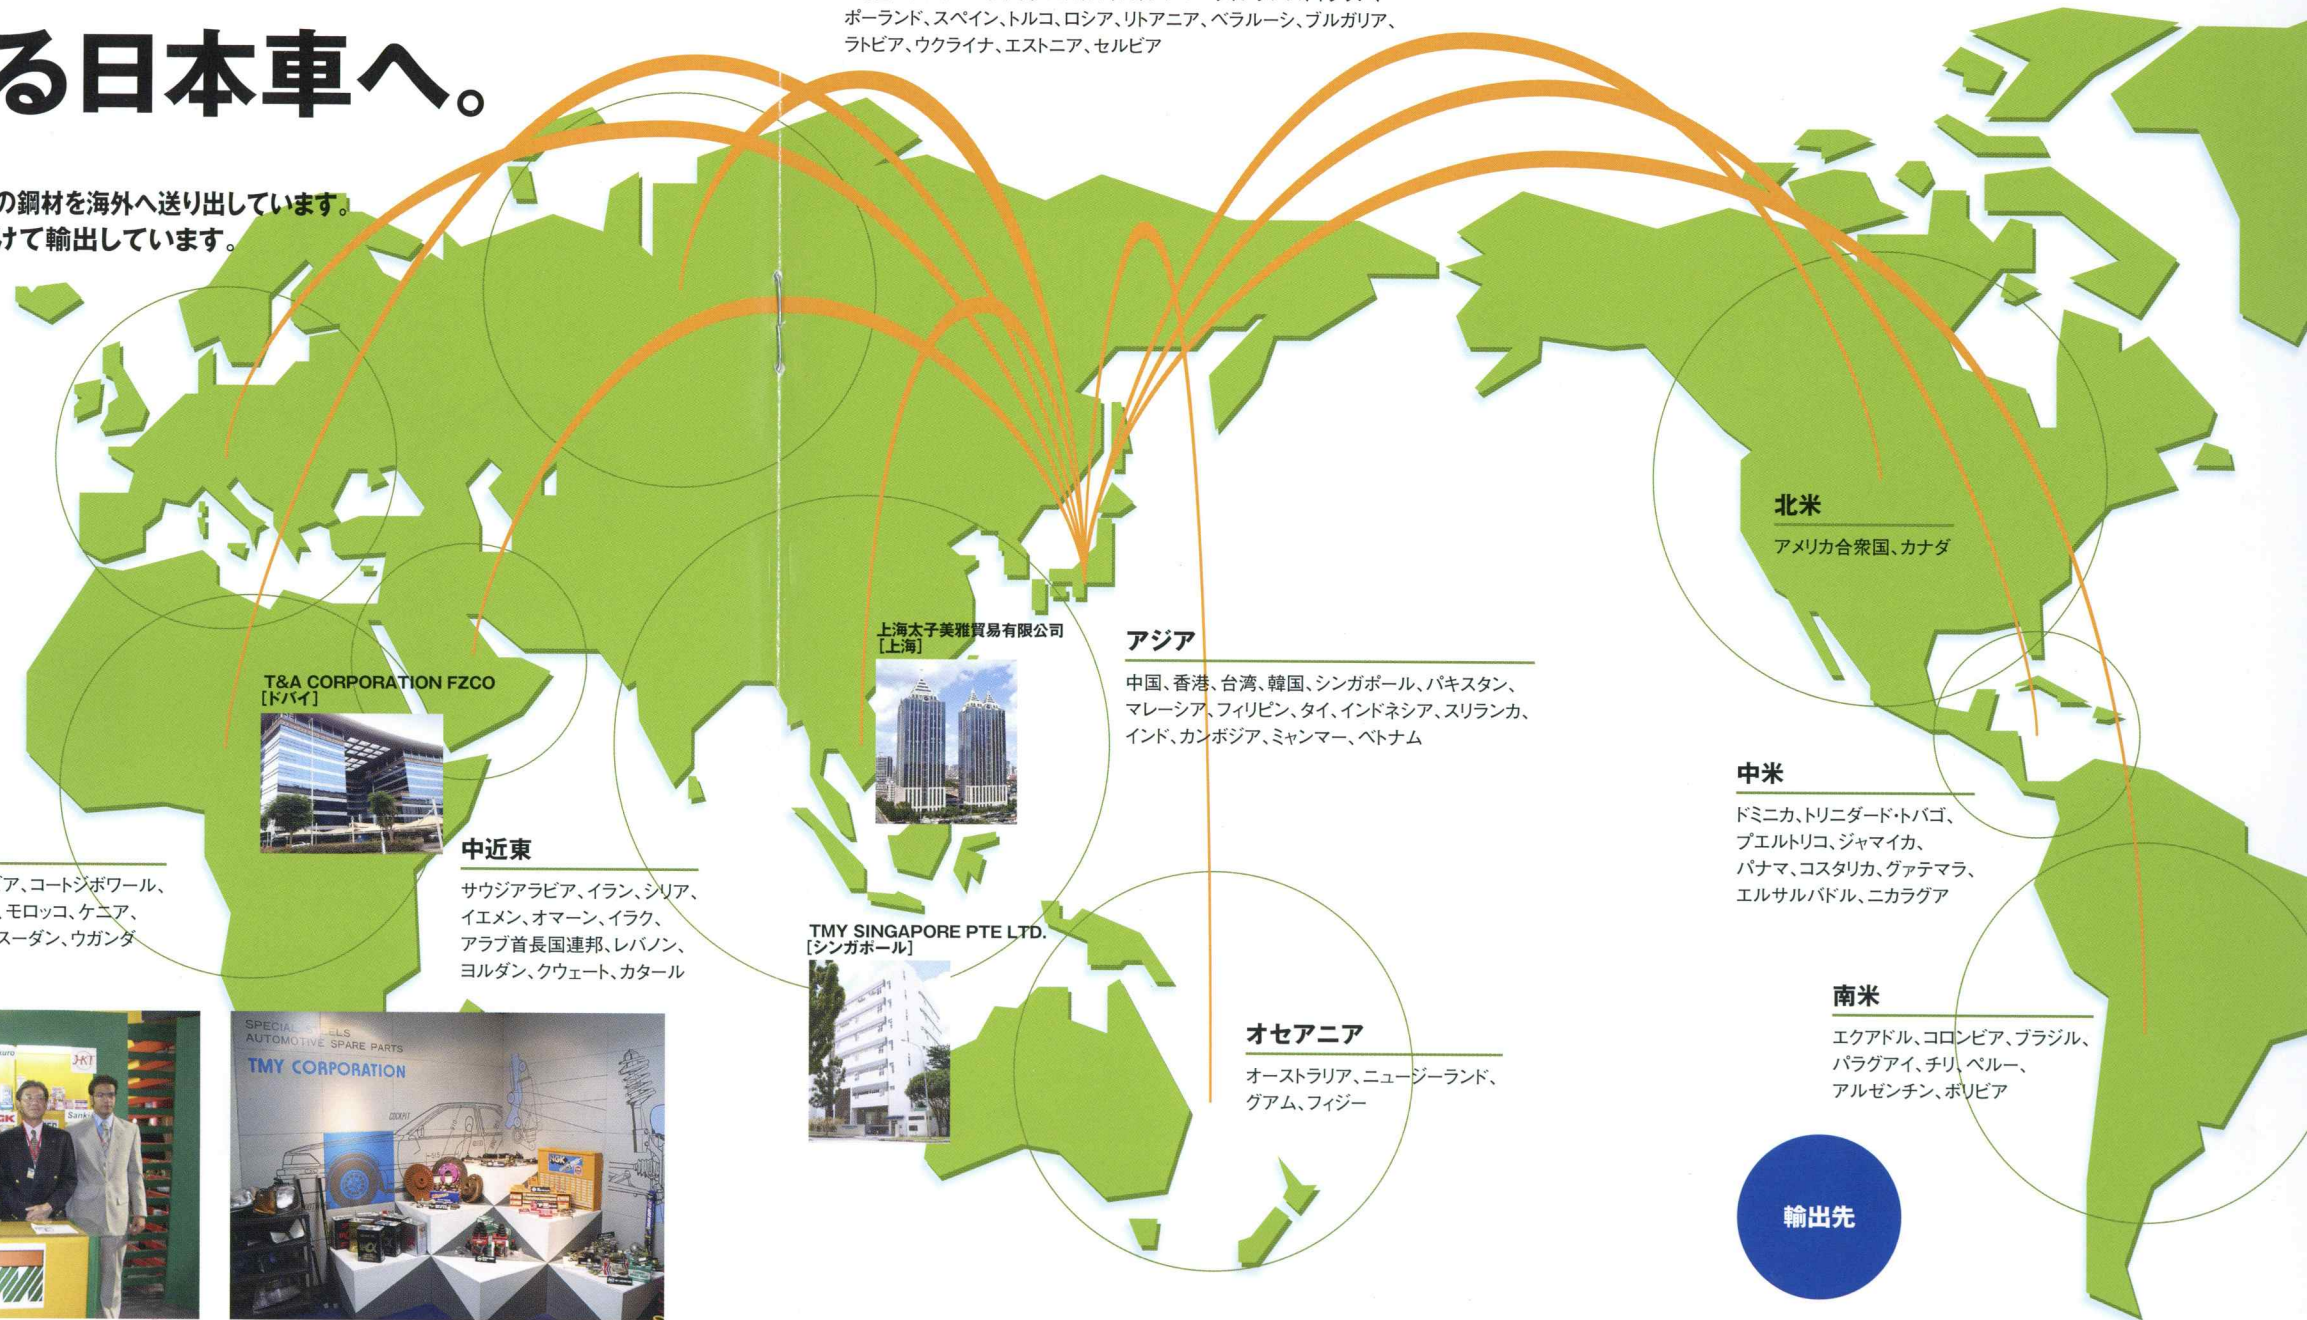 ポーランド、スペイン、トルコ、ロシア、リトアニア、ベラルーシ、ブルガリア、
ラトビア、ウクライナ、エストニア、セルビア
る日本車へ。
の鋼材を海外へ送り出しています。
けて輸出しています。
T&A CORPORATION FZCO
[ドバイ]
上海太子美雅貿易有限公司
[上海]
アジア
中国、香港、台湾、韓国、シンガポール、パキスタン、
マレーシア、フィリピン、タイ、インドネシア、スリランカ、
インド、カンボジア、ミャンマー、ベトナム
北米
アメリカ合衆国、カナダ
中米
ドミニカ、トリニダード・トバゴ、
プエルトリコ、ジャマイカ、
パナマ、コスタリカ、グァテマラ、
エルサルバドル、ニカラグア
ア、コートジボワール、
、モロッコ、ケニア、
スーダン、ウガンダ
中近東
サウジアラビア、イラン、シリア、
イエメン、オマーン、イラク、
アラブ首長国連邦、レバノン、
ヨルダン、クウェート、カタール
TMY SINGAPORE PTE LTD.
[シンガポール]
オセアニア
オーストラリア、ニュージーランド、
グアム、フィジー
南米
エクアドル、コロンビア、ブラジル、
パラグアイ、チリ、ペルー、
アルゼンチン、ボリビア
輸出先
SPECIAL STEELS
AUTOMOTIVE SPARE PARTS
TMY CORPORATION
COCKPIT
NGK
JKT